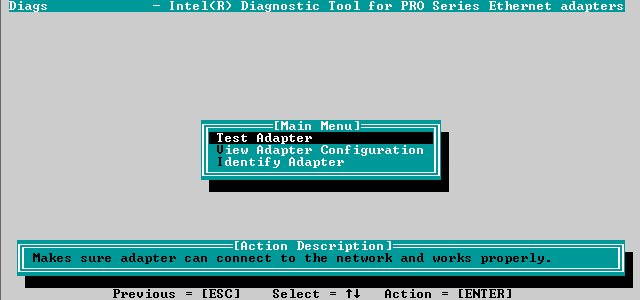 Diags - Intel(R) Diagnostic Tool for PRO Series Ethernet adapters
[Main Menu]
Test Adapter
View Adapter Configuration
Identify Adapter
[Action Description]
Makes sure adapter can connect to the network and works properly.
Previous = [ESC] Select = ↑↓ Action = [ENTER]